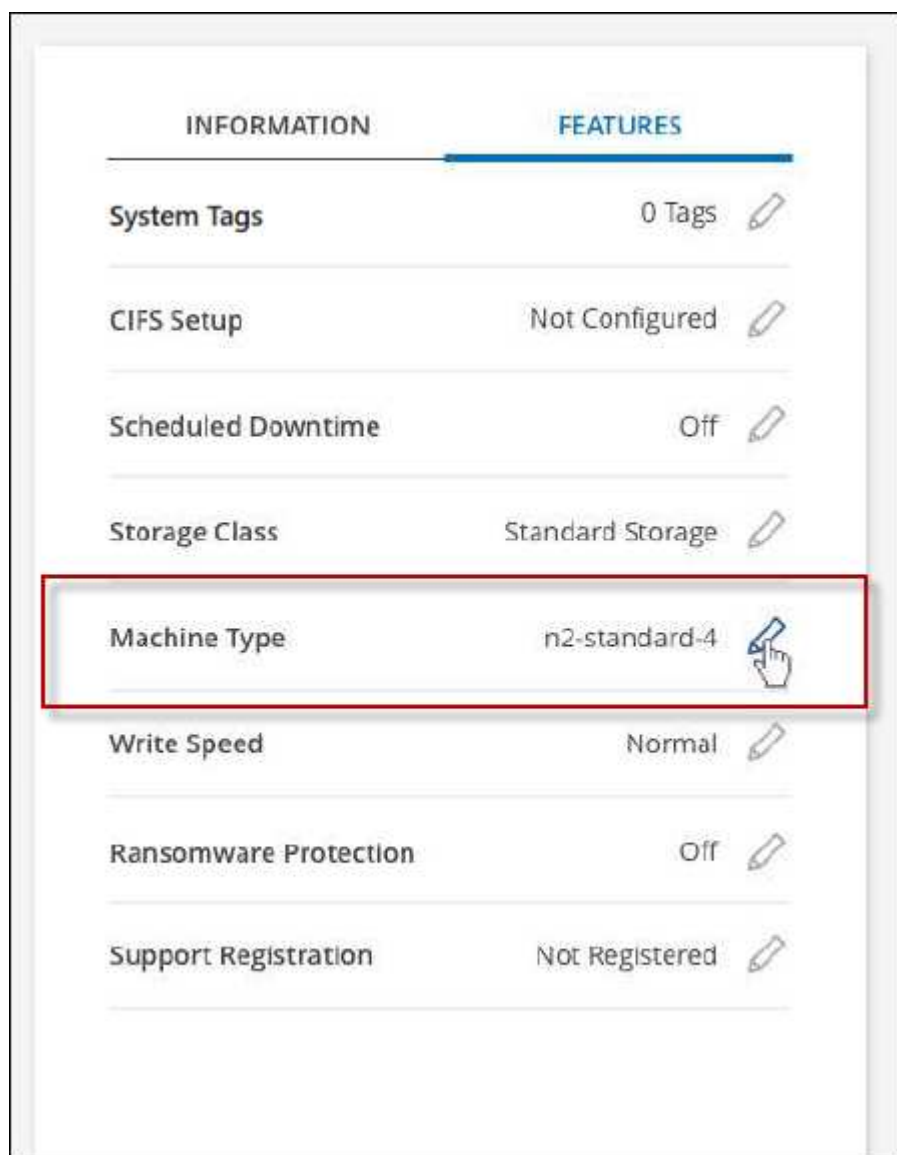 INFORMATION FEATURES
System Tags 0 Tags
CIFS Setup Not Configured
Scheduled Downtime Off
Storage Class Standard Storage
Machine Type n2-standard-4
Write Speed Normal
Ransomware Protection Off
Support Registration Not Registered